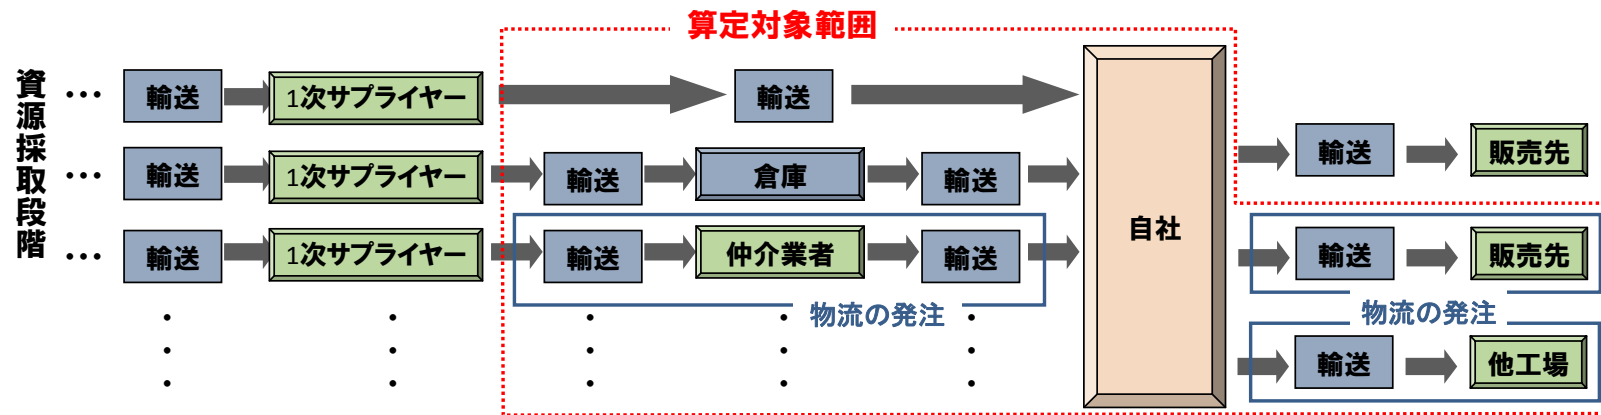 算定対象範囲
資源採取段階
… 輸送 1次サプライヤー 輸送
… 輸送 1次サプライヤー 輸送 倉庫 輸送
… 輸送 1次サプライヤー 輸送 仲介業者 輸送
物流の発注
自社
輸送 販売先
輸送 販売先
物流の発注
輸送 他工場